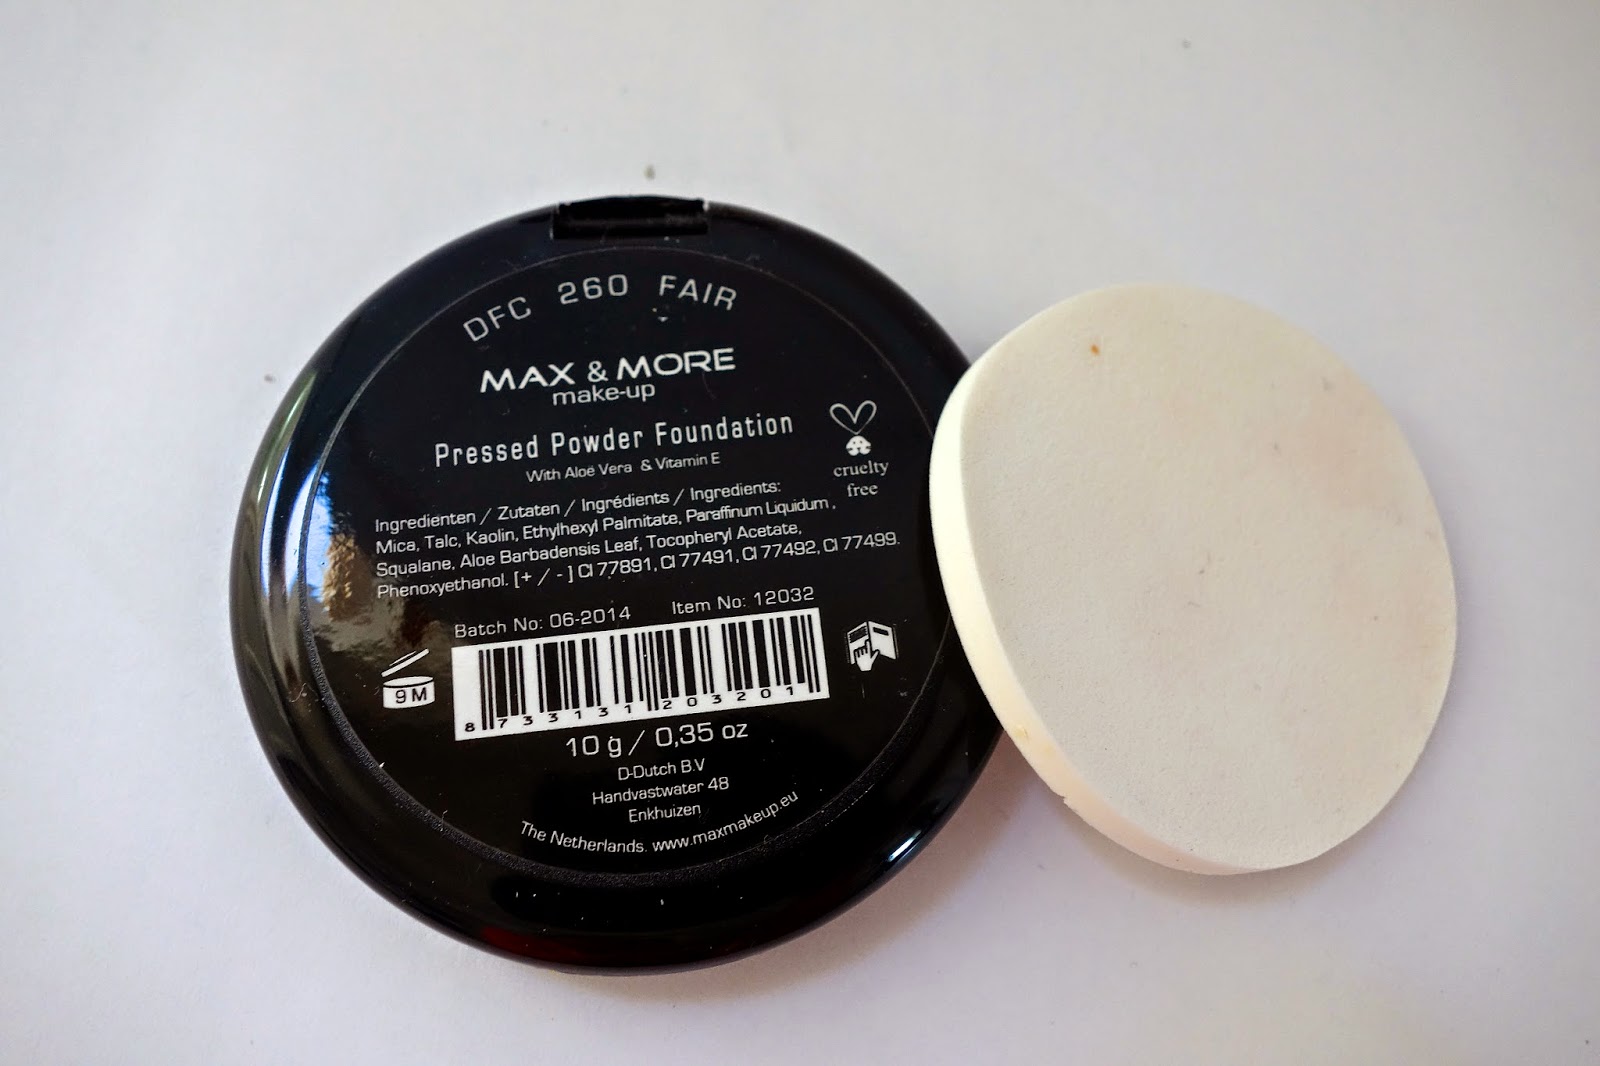 DFC 260 FAIR
MAX & MORE
make-up
Pressed Powder Foundation
With Aloë Vera & Vitamin E
cruelty
free
Ingredienten / Zutaten / Ingrédients / Ingredients:
Mica, Talc, Kaolin, Ethylhexyl Palmitate, Paraffinum Liquidum,
Squalane, Aloe Barbadensis Leaf, Tocopheryl Acetate,
Phenoxyethanol. [+ / -] CI 77891, CI 77491, CI 77492, CI 77499.
Batch No: 06-2014 Item No: 12032
9M
8 733131 203201
10 g / 0,35 oz
D-Dutch B.V
Handvastwater 48
Enkhuizen
The Netherlands. www.maxmakeup.eu